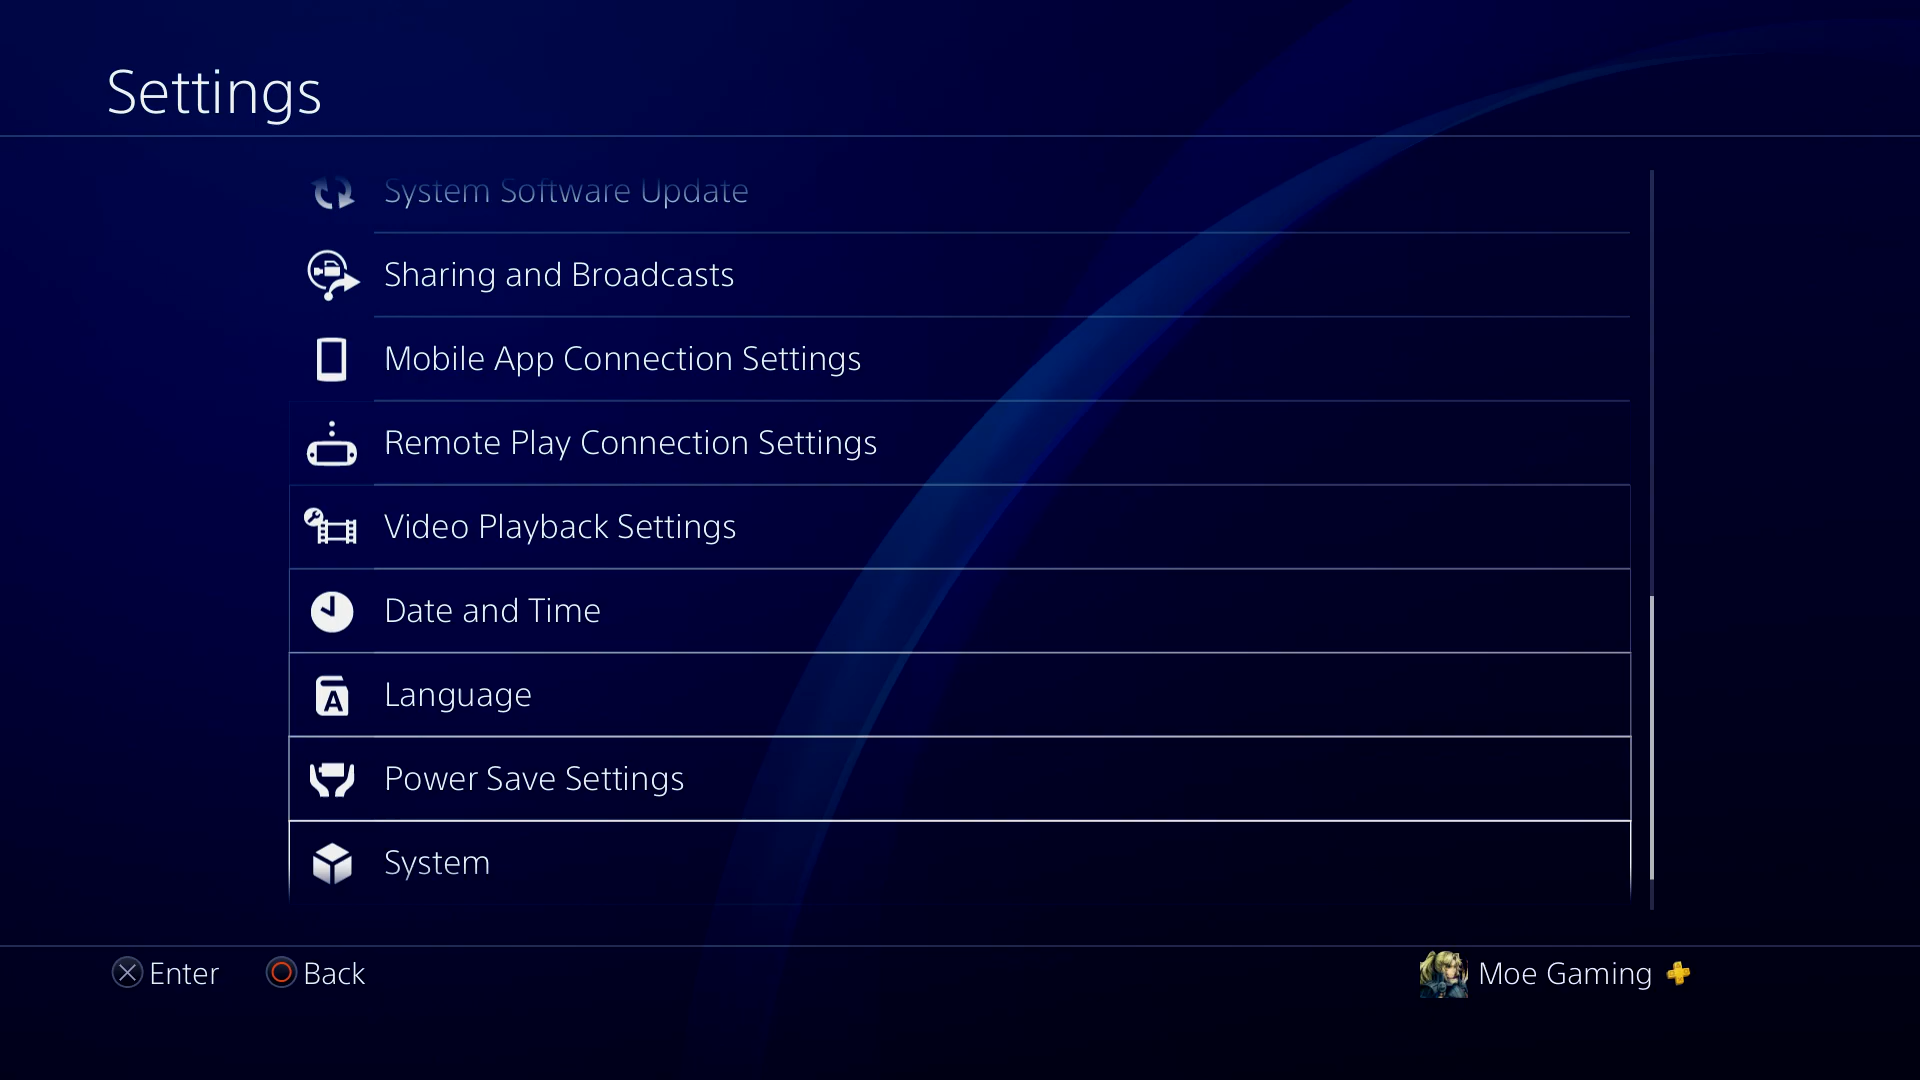 Settings
System Software Update
Sharing and Broadcasts
Mobile App Connection Settings
Remote Play Connection Settings
Video Playback Settings
Date and Time
Language
Power Save Settings
System
Enter Back Moe Gaming